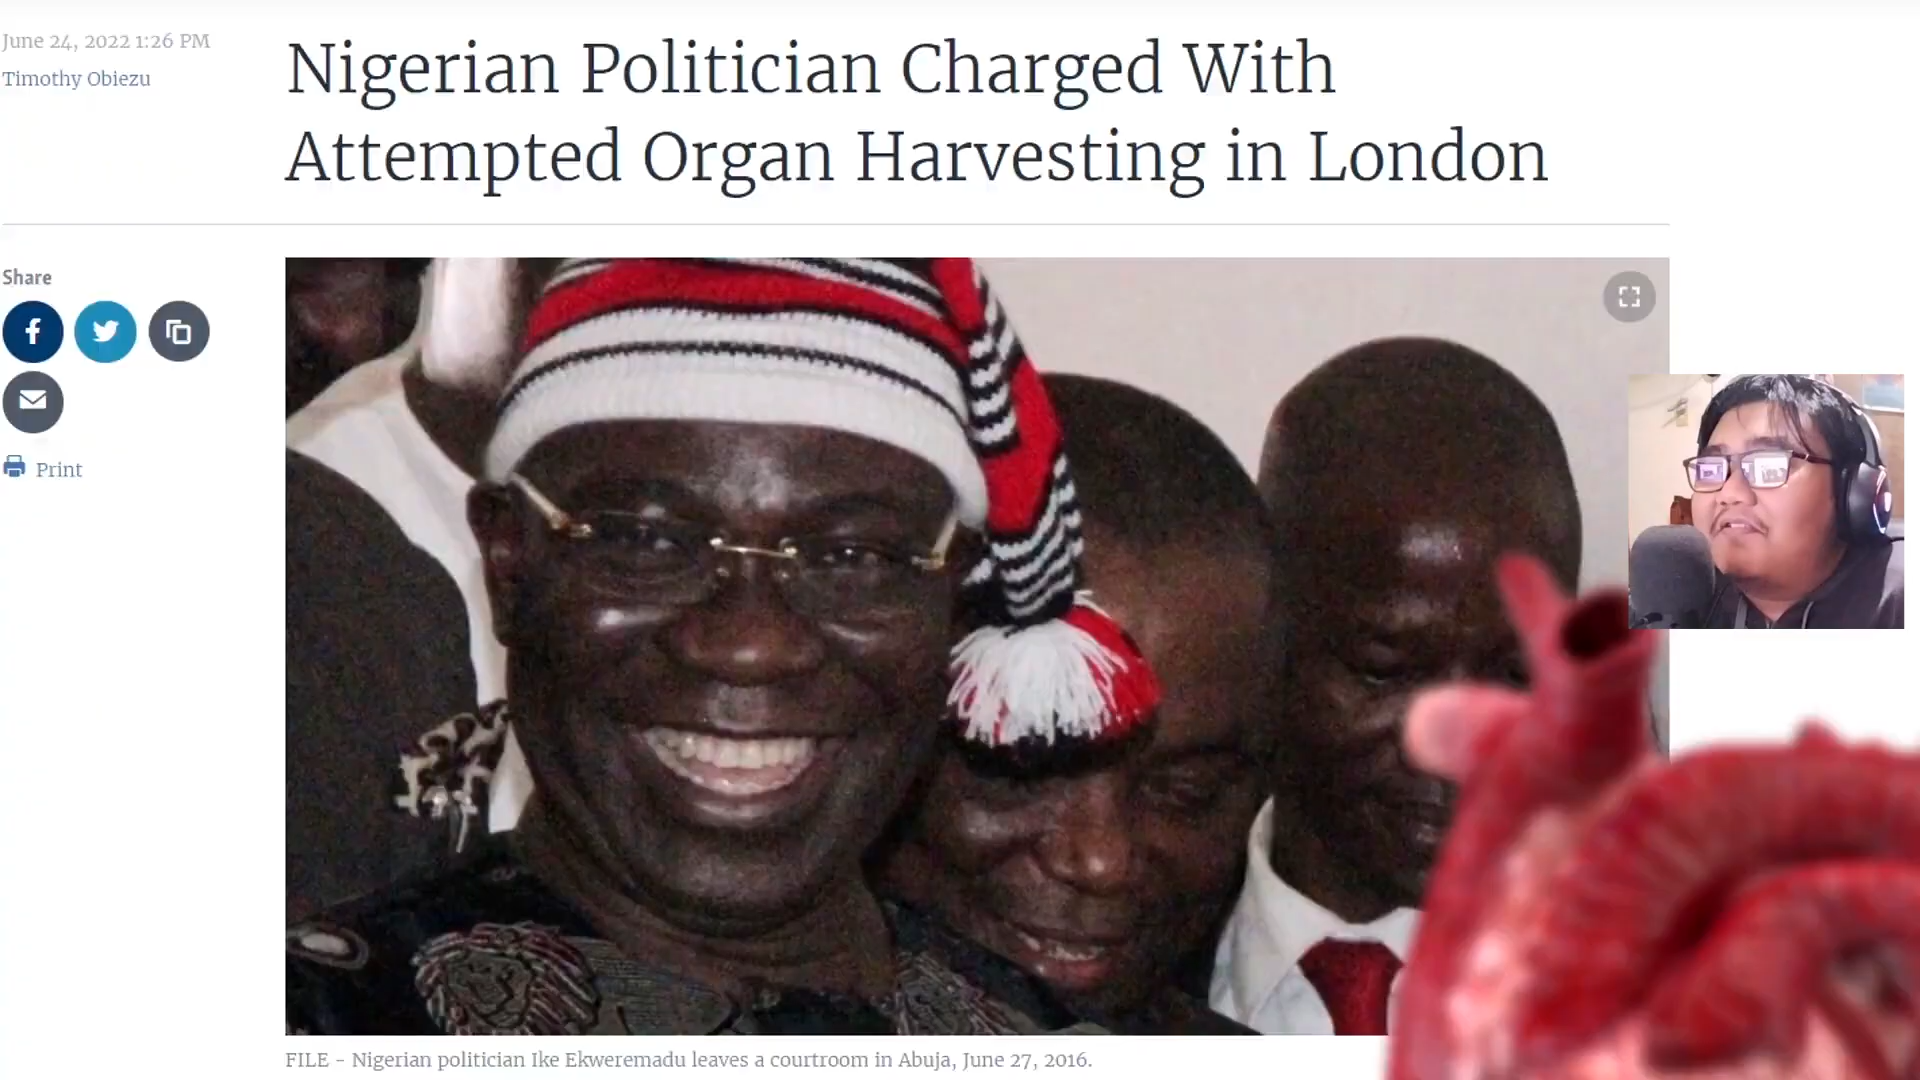 June 24, 2022 1:26 PM
Timothy Obiezu
Nigerian Politician Charged With
Attempted Organ Harvesting in London
Share
Print
FILE - Nigerian politician Ike Ekweremadu leaves a courtroom in Abuja, June 27, 2016.